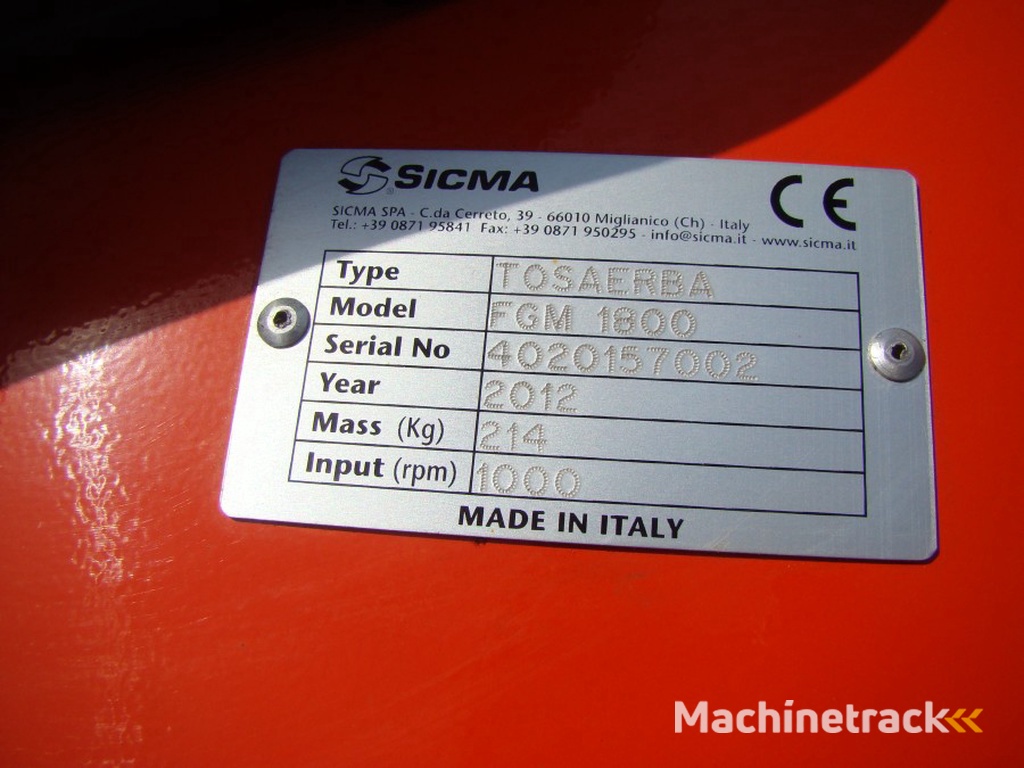 SICMA
CE
SICMA SPA - C.da Cerreto, 39 - 66010 Miglianico (Ch) - Italy
Tel.: +39 0871 95841 Fax: +39 0871 950295 - info@sicma.it - www.sicma.it
Type TOSAERBA
Model FGM 1800
Serial No 4020157002
Year 2012
Mass (Kg) 214
Input (rpm) 1000
MADE IN ITALY
Machinetrack